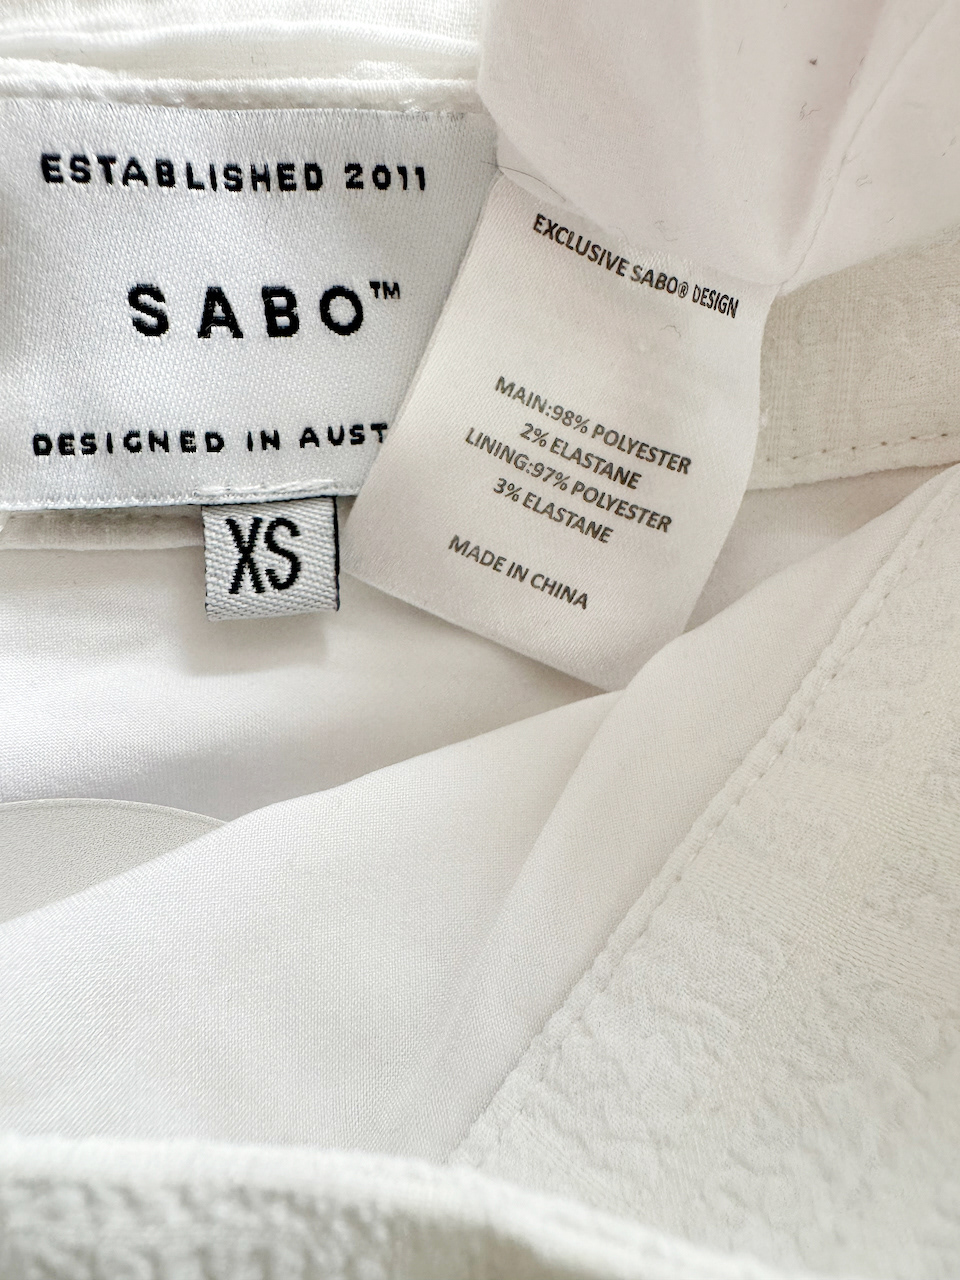 ESTABLISHED 2011
SABO™
DESIGNED IN AUST
XS
EXCLUSIVE SABO® DESIGN
MAIN:98% POLYESTER
2% ELASTANE
LINING:97% POLYESTER
3% ELASTANE
MADE IN CHINA